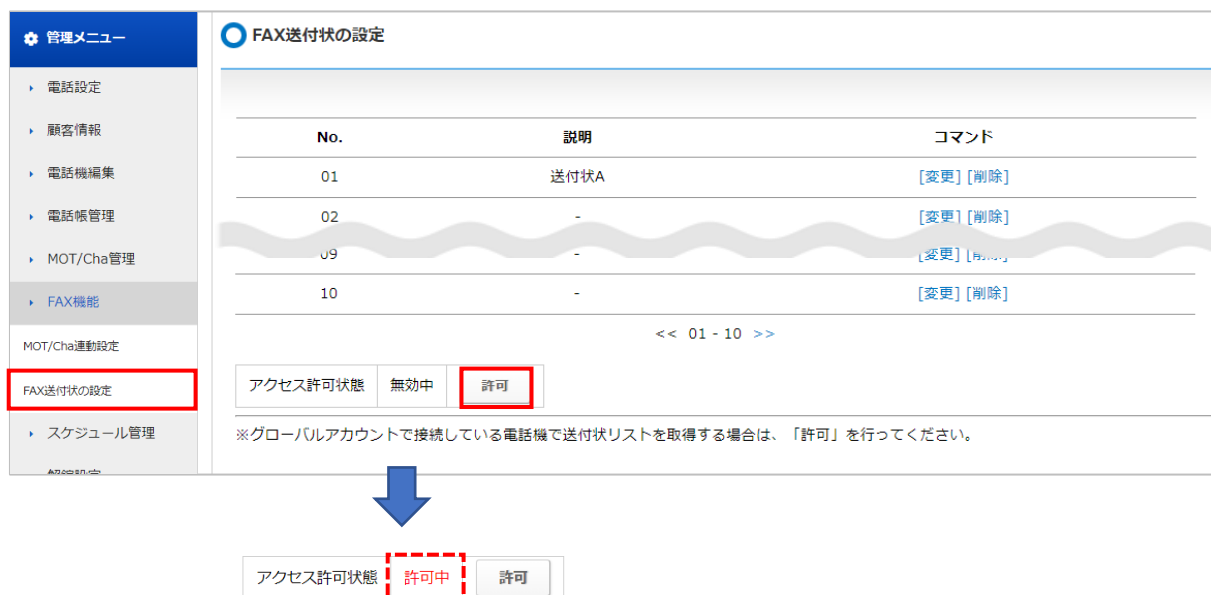 管理メニュー
FAX送付状の設定
電話設定
顧客情報
電話機編集
電話帳管理
MOT/Cha管理
FAX機能
MOT/Cha連動設定
FAX送付状の設定
スケジュール管理
No. 説明 コマンド
01 送付状A [変更] [削除]
02 - [変更] [削除]
09 - [変更]
10 - [変更] [削除]
<< 01 - 10 >>
アクセス許可状態 無効中 許可
※グローバルアカウントで接続している電話機で送付状リストを取得する場合は、「許可」を行ってください。
アクセス許可状態 許可中 許可